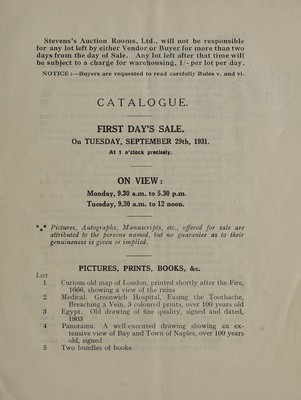 Stevens's Auction Rooms, Ltd., will not be responsible
for any lot left by either Vendor or Buyer for more than two
days from the day of Sale. Any lot left after that time will
be subject to a charge for warehousing, 1/- per lot per day.
NOTICE :—Buyers are requested to read carefully Rules v. and vi.
CATALOGUE.
FIRST DAY'S SALE.
On TUESDAY, SEPTEMBER 29th, 1931.
At 1 o'clock precisely.
ON VIEW :
Monday, 9.30 a.m. to 5.30 p.m.
Tuesday, 9.30 a.m. to 12 noon.
*⁎* Pictures, Autographs, Manuscripts, etc., offered for sale are
attributed to the persons named, but no guarantee as to their
genuineness is given or implied.
PICTURES, PRINTS, BOOKS, &c.
Lot
1 Curious old map of London, printed shortly after the Fire,
1666, showing a view of the ruins
2 Medical. Greenwich Hospital, Easing the Toothache,
Breaching a Vein, 3 coloured prints, over 100 years old
3 Egypt. Old drawing of fine quality, signed and dated,
1803
4 Panorama. A well-executed drawing showing an ex-
tensive view of Bay and Town of Naples, over 100 years
old, signed
5 Two bundles of books